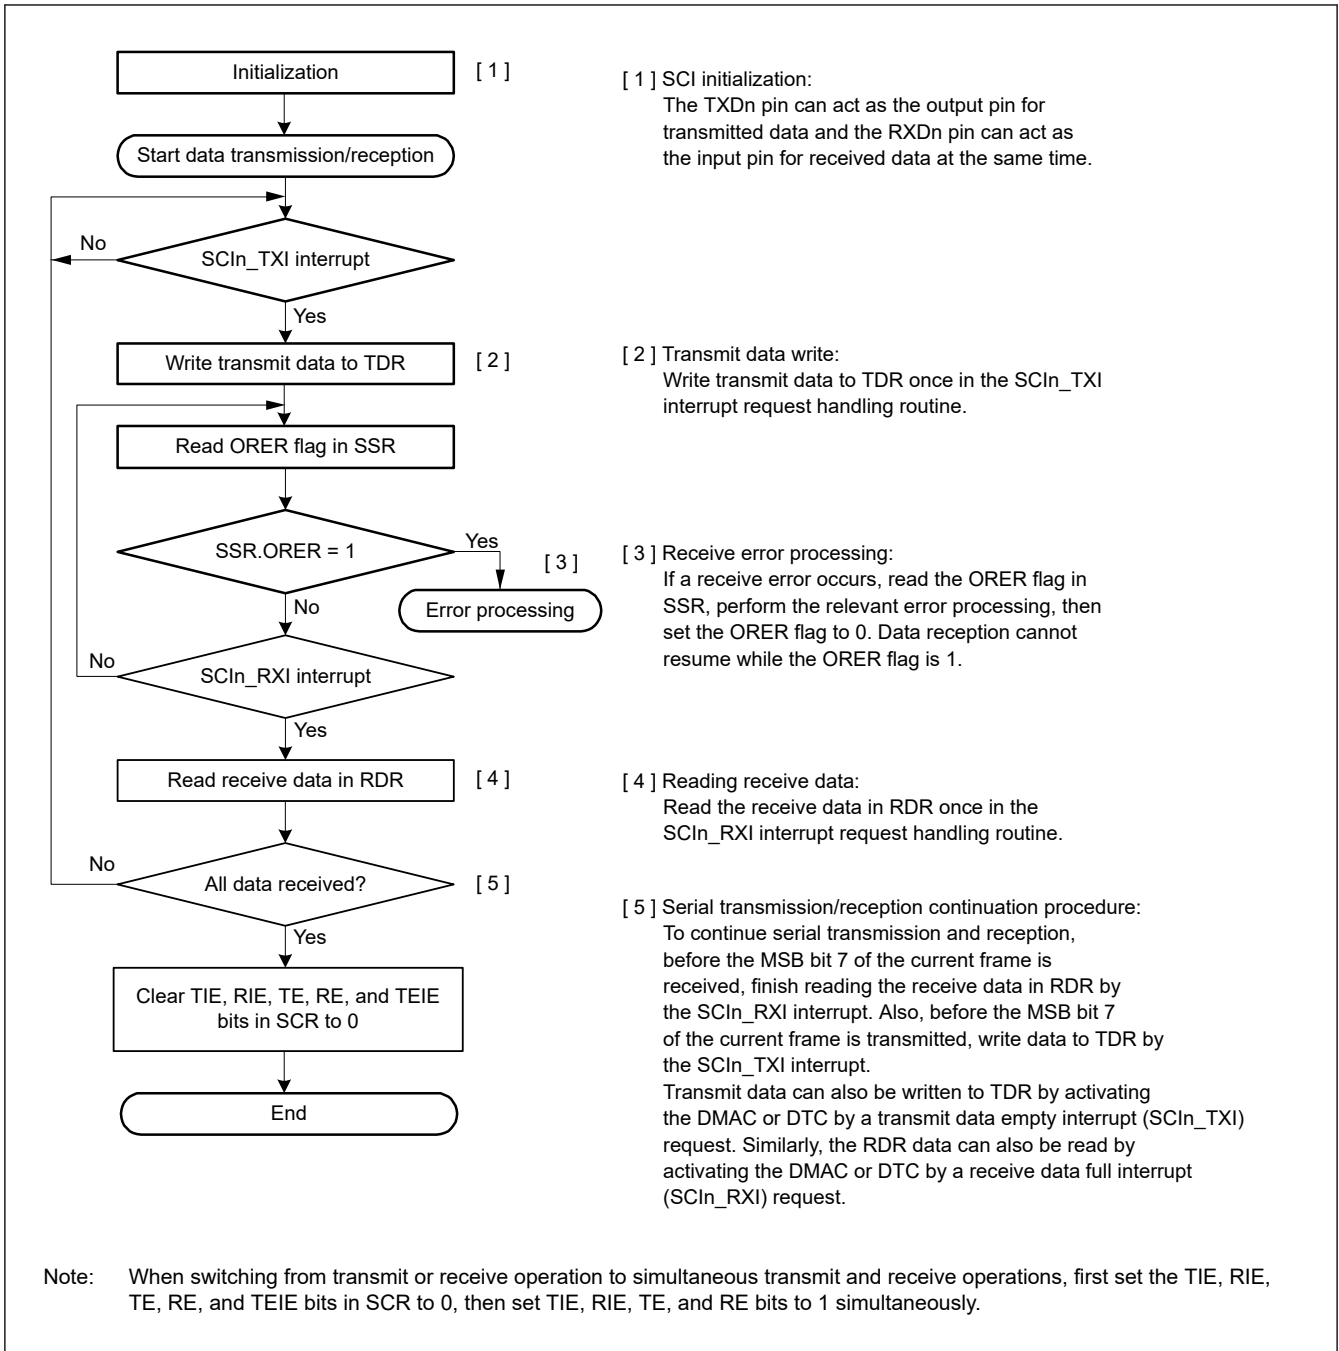 Initialization
[ 1 ]
Start data transmission/reception
No
SCIn_TXI interrupt
Yes
Write transmit data to TDR
[ 2 ]
Read ORER flag in SSR
SSR.ORER = 1
Yes
[ 3 ]
Error processing
No
No
SCIn_RXI interrupt
Yes
Read receive data in RDR
[ 4 ]
No
All data received?
[ 5 ]
Yes
Clear TIE, RIE, TE, RE, and TEIE
bits in SCR to 0
End
[ 1 ] SCI initialization:
The TXDn pin can act as the output pin for
transmitted data and the RXDn pin can act as
the input pin for received data at the same time.
[ 2 ] Transmit data write:
Write transmit data to TDR once in the SCIn_TXI
interrupt request handling routine.
[ 3 ] Receive error processing:
If a receive error occurs, read the ORER flag in
SSR, perform the relevant error processing, then
set the ORER flag to 0. Data reception cannot
resume while the ORER flag is 1.
[ 4 ] Reading receive data:
Read the receive data in RDR once in the
SCIn_RXI interrupt request handling routine.
[ 5 ] Serial transmission/reception continuation procedure:
To continue serial transmission and reception,
before the MSB bit 7 of the current frame is
received, finish reading the receive data in RDR by
the SCIn_RXI interrupt. Also, before the MSB bit 7
of the current frame is transmitted, write data to TDR by
the SCIn_TXI interrupt.
Transmit data can also be written to TDR by activating
the DMAC or DTC by a transmit data empty interrupt (SCIn_TXI)
request. Similarly, the RDR data can also be read by
activating the DMAC or DTC by a receive data full interrupt
(SCIn_RXI) request.
Note: When switching from transmit or receive operation to simultaneous transmit and receive operations, first set the TIE, RIE,
TE, RE, and TEIE bits in SCR to 0, then set TIE, RIE, TE, and RE bits to 1 simultaneously.